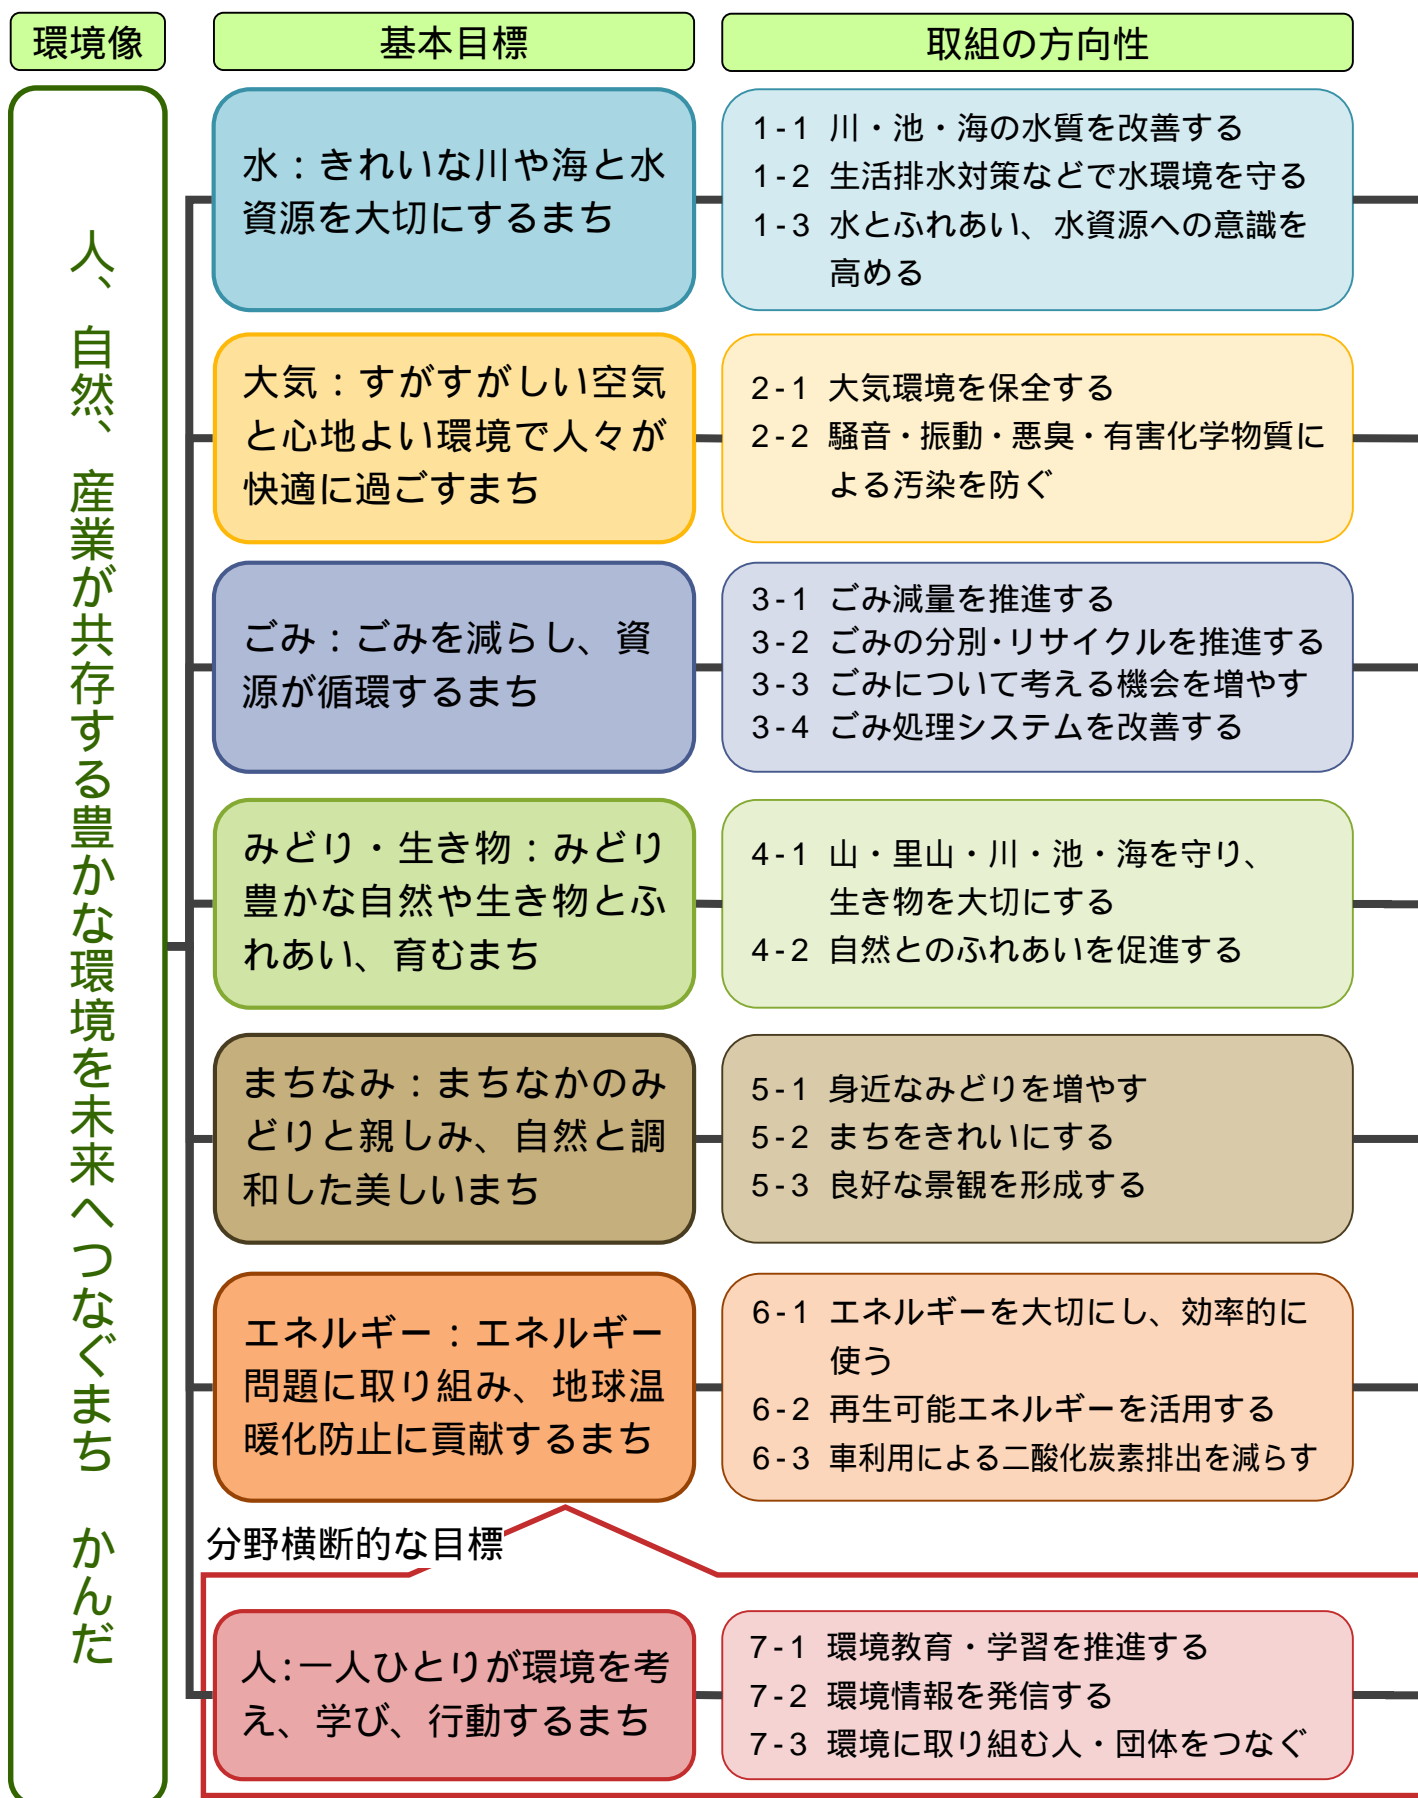 環境像
基本目標
取組の方向性
人、自然、産業が共存する豊かな環境を未来へつなぐまち　かんだ
水：きれいな川や海と水
資源を大切にするまち
1-1 川・池・海の水質を改善する
1-2 生活排水対策などで水環境を守る
1-3 水とふれあい、水資源への意識を
高める
大気：すがすがしい空気
と心地よい環境で人々が
快適に過ごすまち
2-1 大気環境を保全する
2-2 騒音・振動・悪臭・有害化学物質に
よる汚染を防ぐ
ごみ：ごみを減らし、資
源が循環するまち
3-1 ごみ減量を推進する
3-2 ごみの分別・リサイクルを推進する
3-3 ごみについて考える機会を増やす
3-4 ごみ処理システムを改善する
みどり・生き物：みどり
豊かな自然や生き物とふ
れあい、育むまち
4-1 山・里山・川・池・海を守り、
生き物を大切にする
4-2 自然とのふれあいを促進する
まちなみ：まちなかのみ
どりと親しみ、自然と調
和した美しいまち
5-1 身近なみどりを増やす
5-2 まちをきれいにする
5-3 良好な景観を形成する
エネルギー：エネルギー
問題に取り組み、地球温
暖化防止に貢献するまち
6-1 エネルギーを大切にし、効率的に
使う
6-2 再生可能エネルギーを活用する
6-3 車利用による二酸化炭素排出を減らす
分野横断的な目標
人：一人ひとりが環境を考
え、学び、行動するまち
7-1 環境教育・学習を推進する
7-2 環境情報を発信する
7-3 環境に取り組む人・団体をつなぐ